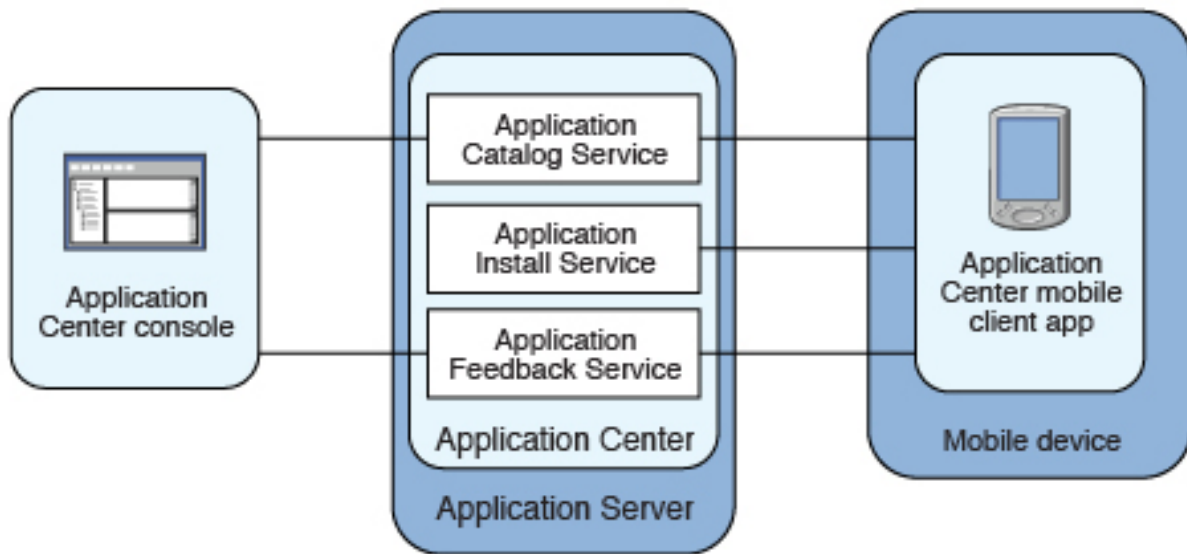 Application
Center console
Application
Catalog Service
Application
Install Service
Application
Feedback Service
Application Center
Application Server
Application
Center mobile
client app
Mobile device